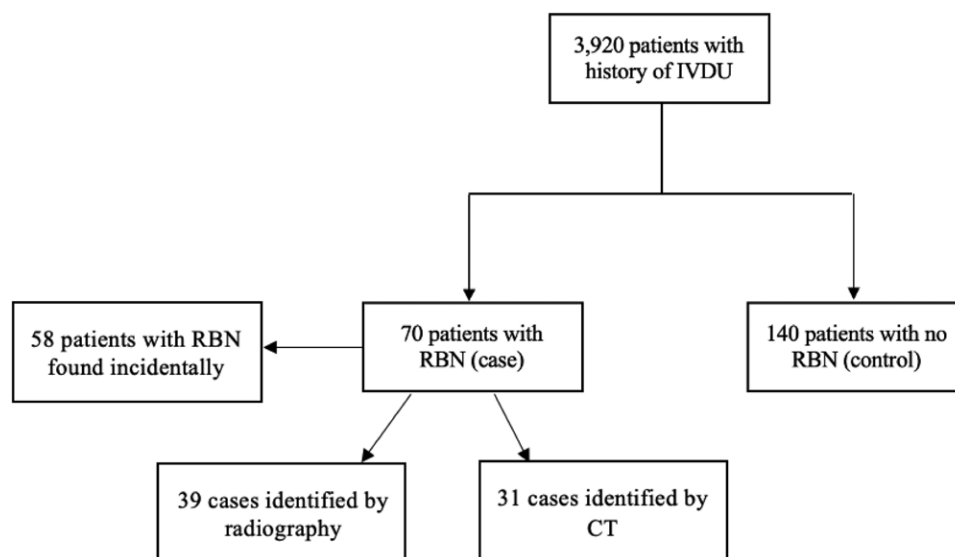 3,920 patients with
history of IVDU
58 patients with RBN
found incidentally
70 patients with
RBN (case)
140 patients with no
RBN (control)
39 cases identified by
radiography
31 cases identified by
CT